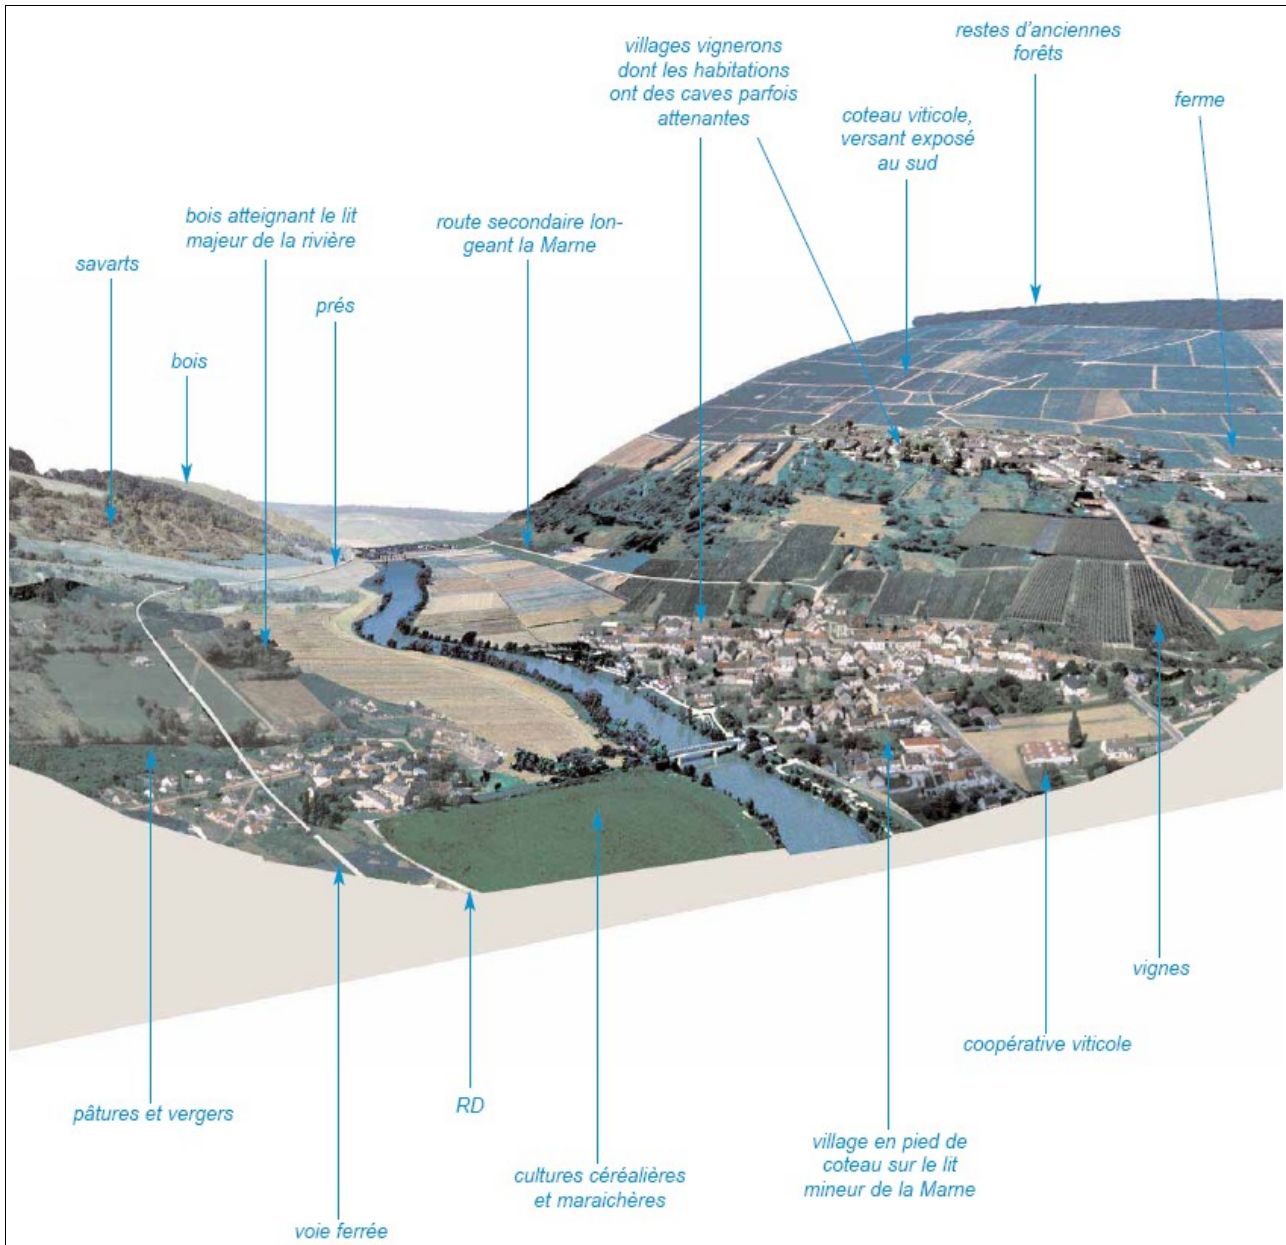 restes d'anciennes
forêts
villages vignerons
dont les habitations
ont des caves parfois
attenantes
ferme
coteau viticole,
versant exposé
au sud
bois atteignant le lit
majeur de la rivière
route secondaire lon-
geant la Marne
savarts
prés
bois
vignes
coopérative viticole
RD
pâtures et vergers
village en pied de
coteau sur le lit
mineur de la Marne
cultures céréalières
et maraichères
voie ferrée